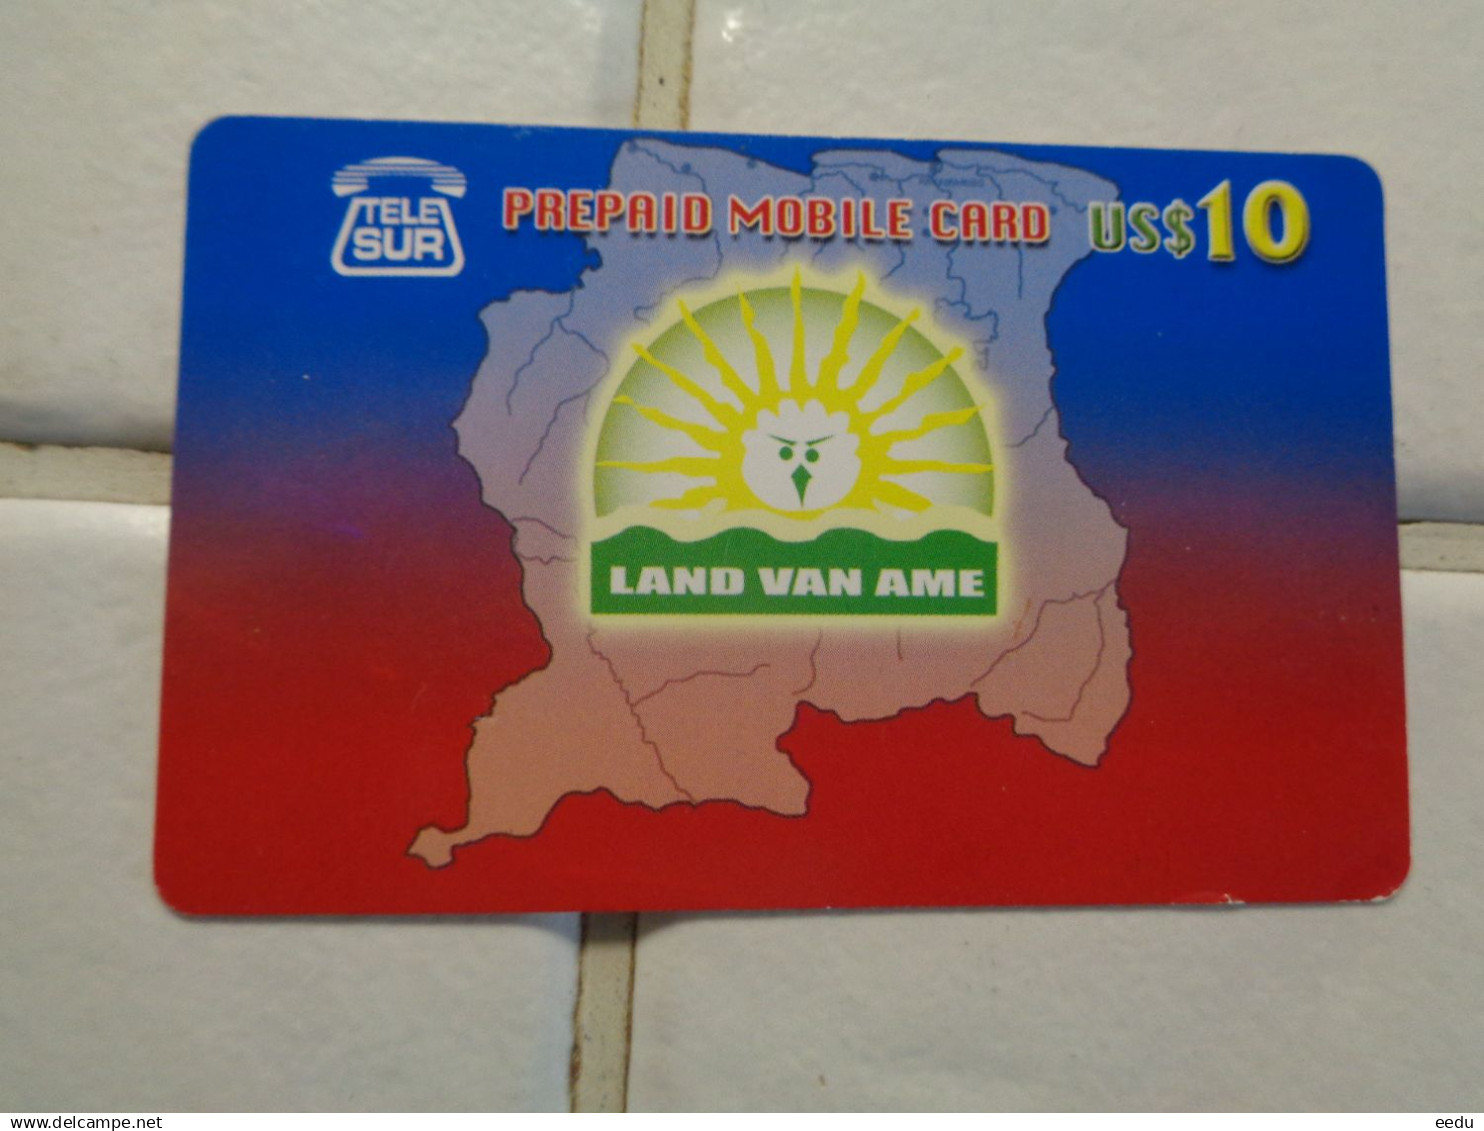 TELE
SUR
PREPAID MOBILE CARD US$10
LAND VAN AME
www.delcampe.net
eedu